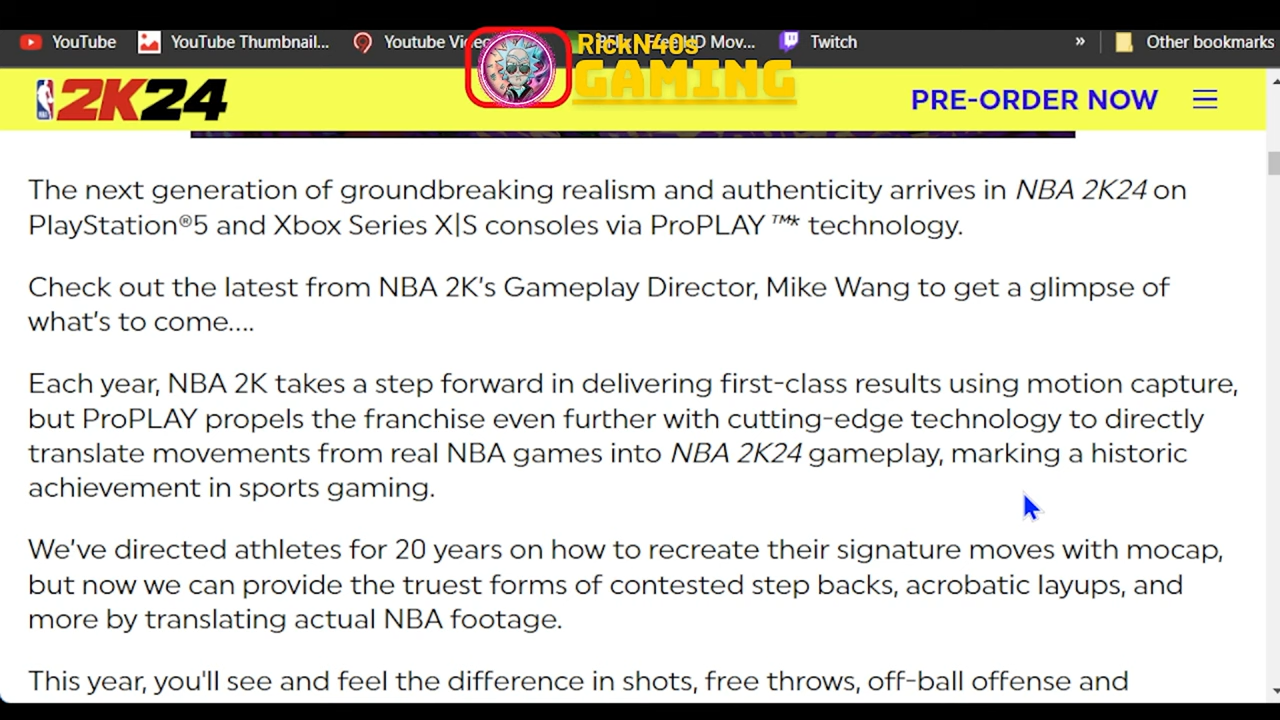 YouTube YouTube Thumbnail... Youtube Vide Free HD Mov... Twitch » Other bookmarks
RickN40s
GAMING
NBA 2K24 PRE-ORDER NOW
The next generation of groundbreaking realism and authenticity arrives in NBA 2K24 on
PlayStation®5 and Xbox Series X|S consoles via ProPLAY™* technology.
Check out the latest from NBA 2K's Gameplay Director, Mike Wang to get a glimpse of
what's to come....
Each year, NBA 2K takes a step forward in delivering first-class results using motion capture,
but ProPLAY propels the franchise even further with cutting-edge technology to directly
translate movements from real NBA games into NBA 2K24 gameplay, marking a historic
achievement in sports gaming.
We've directed athletes for 20 years on how to recreate their signature moves with mocap,
but now we can provide the truest forms of contested step backs, acrobatic layups, and
more by translating actual NBA footage.
This year, you'll see and feel the difference in shots, free throws, off-ball offense and